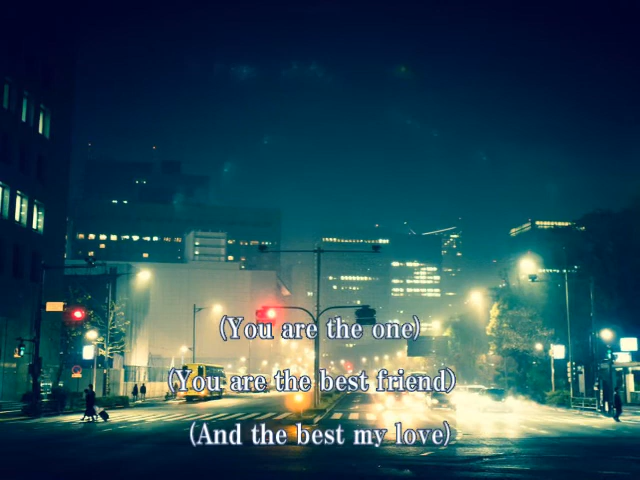 (You are the one)
(You are the best friend)
(And the best my love)